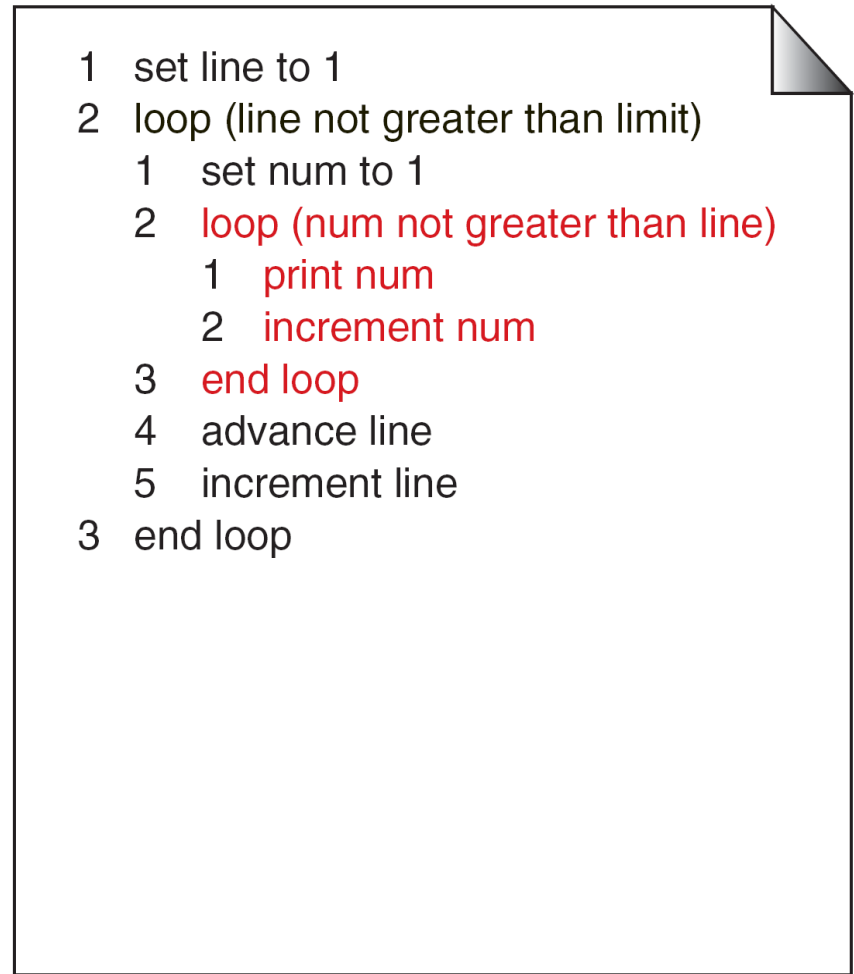 1 set line to 1
2 loop (line not greater than limit)
1 set num to 1
2 loop (num not greater than line)
1 print num
2 increment num
3 end loop
4 advance line
5 increment line
3 end loop